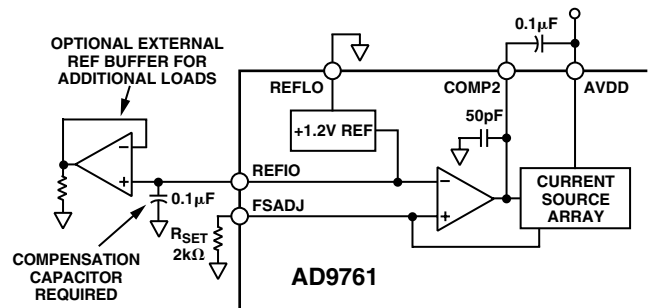 OPTIONAL EXTERNAL
REF BUFFER FOR
ADDITIONAL LOADS
0.1µF
REFLO
COMP2
AVDD
50pF
+1.2V REF
–
+
REFIO
0.1µF
–
+
FSADJ
CURRENT
SOURCE
ARRAY
RSET
2kΩ
COMPENSATION
CAPACITOR
REQUIRED
AD9761